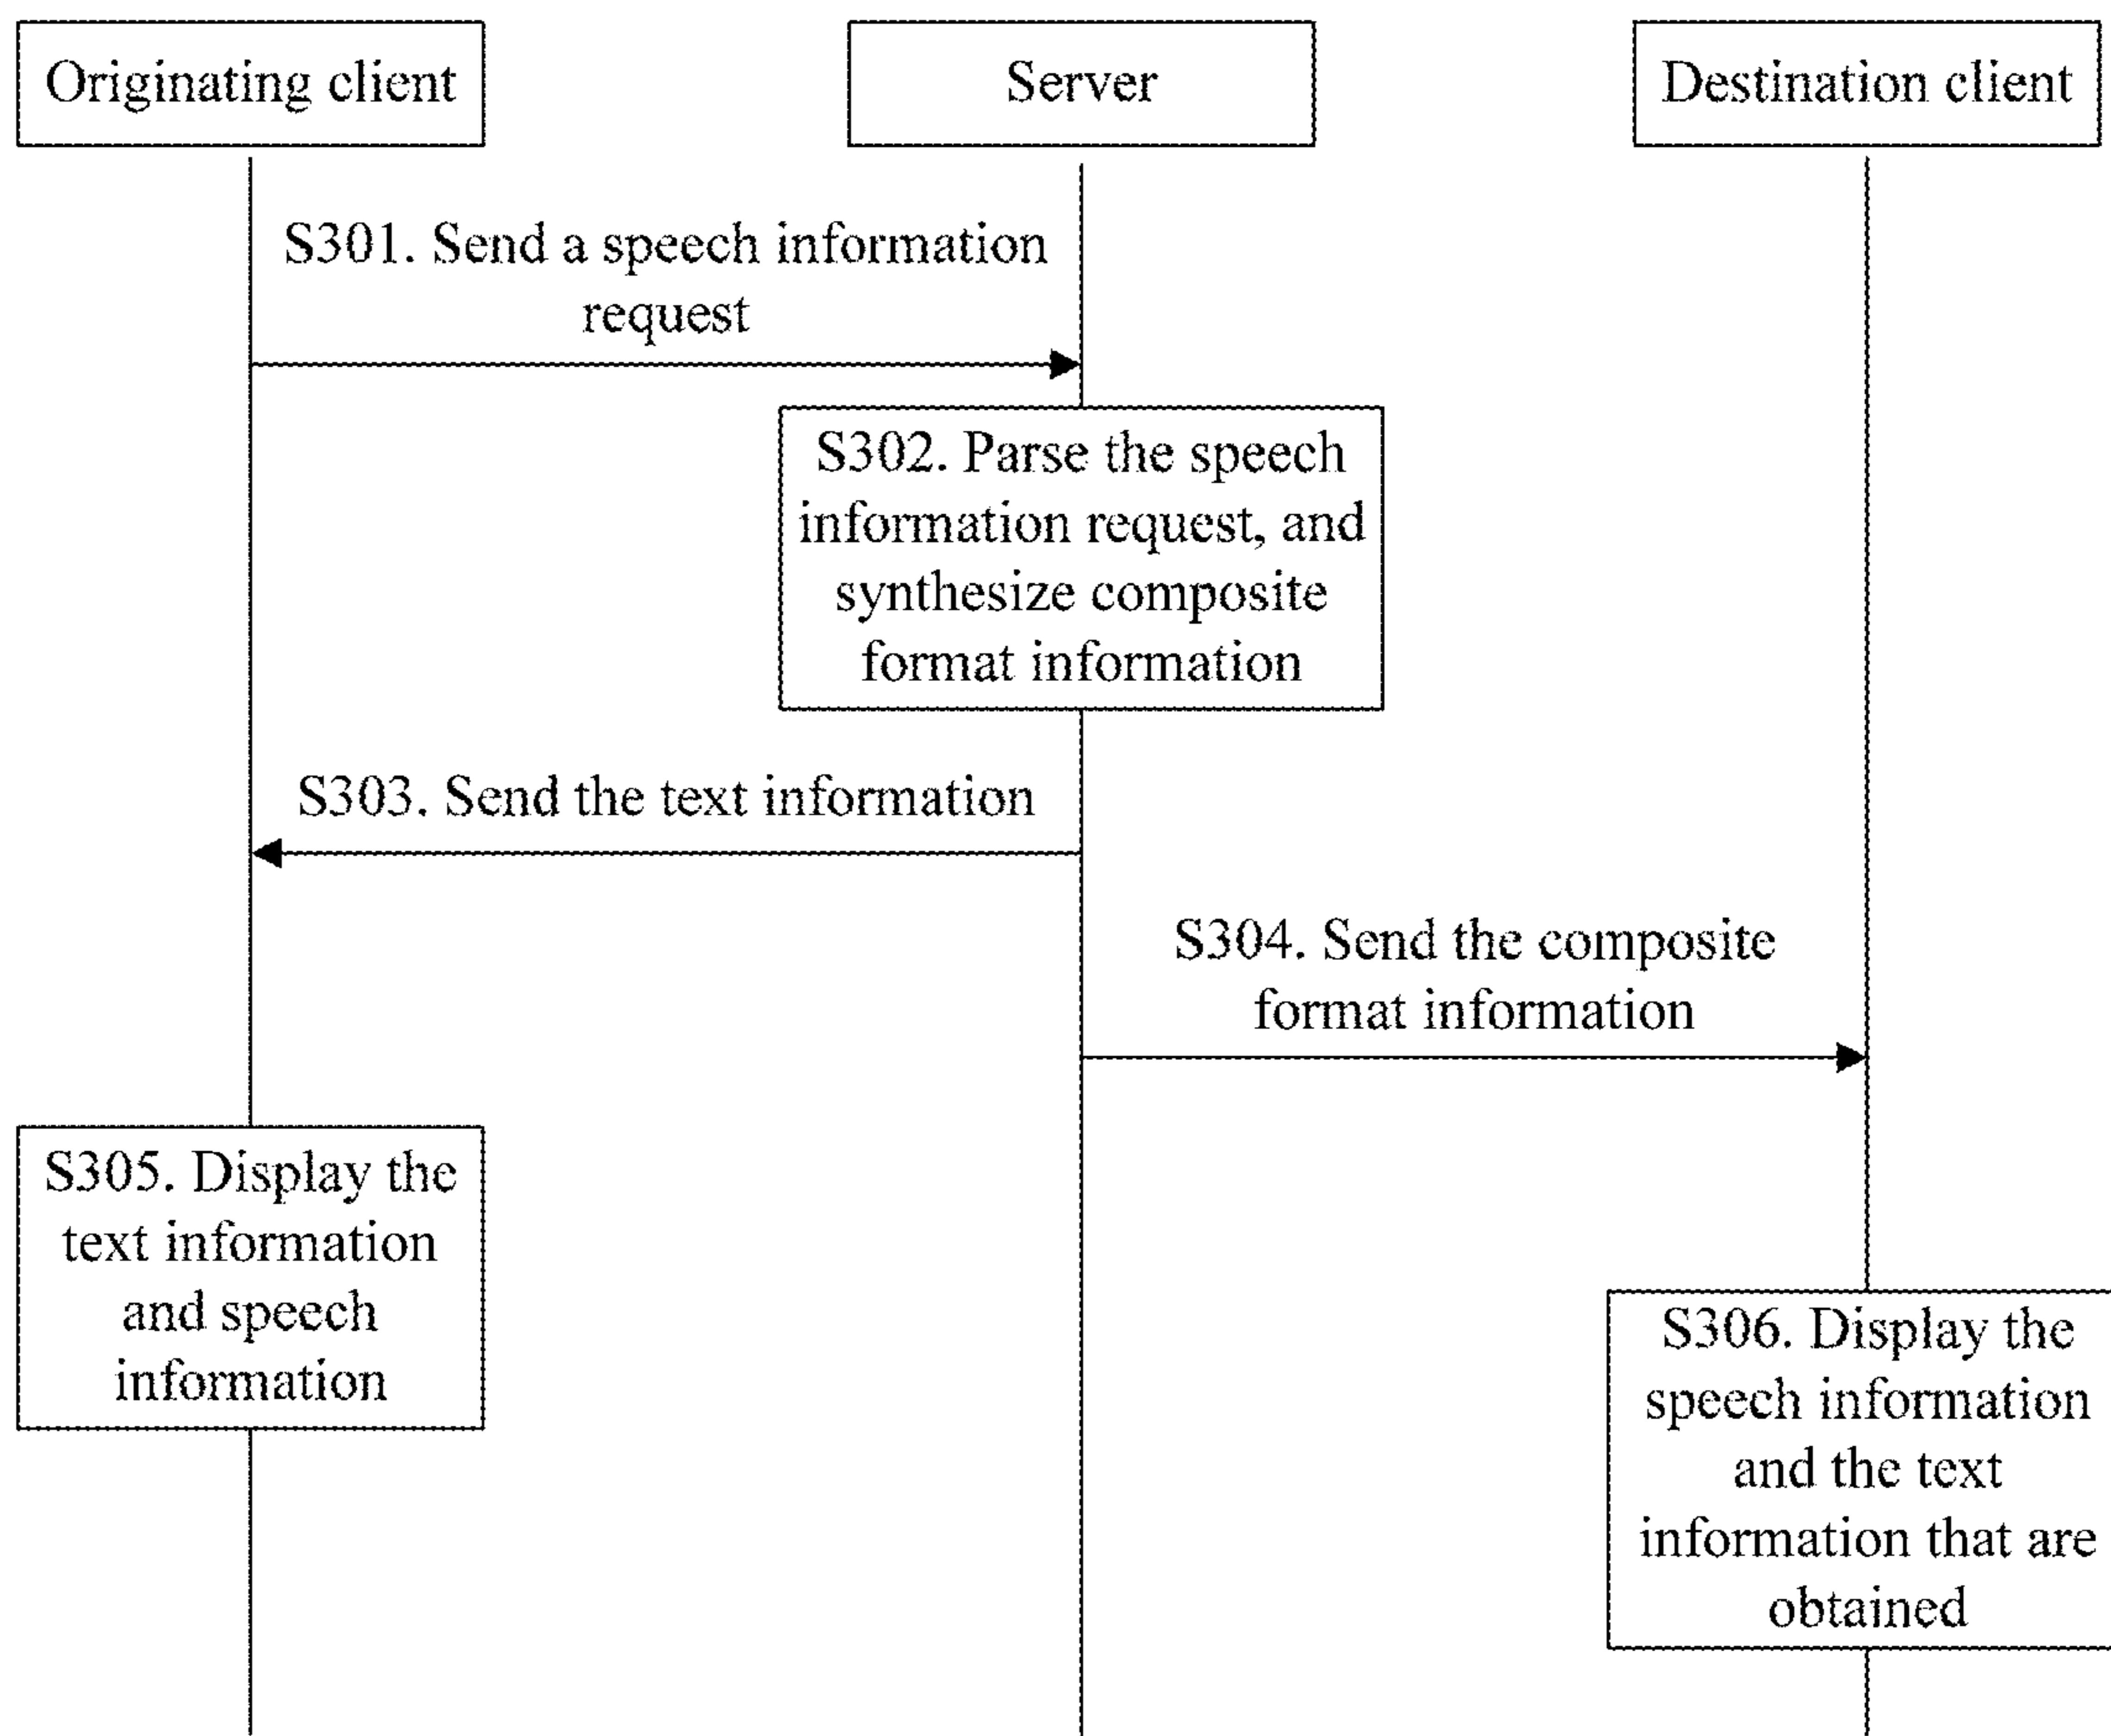 Originating client
Server
Destination client
S301. Send a speech information
request
S302. Parse the speech
information request, and
synthesize composite
format information
S303. Send the text information
S304. Send the composite
format information
S305. Display the
text information
and speech
information
S306. Display the
speech information
and the text
information that are
obtained